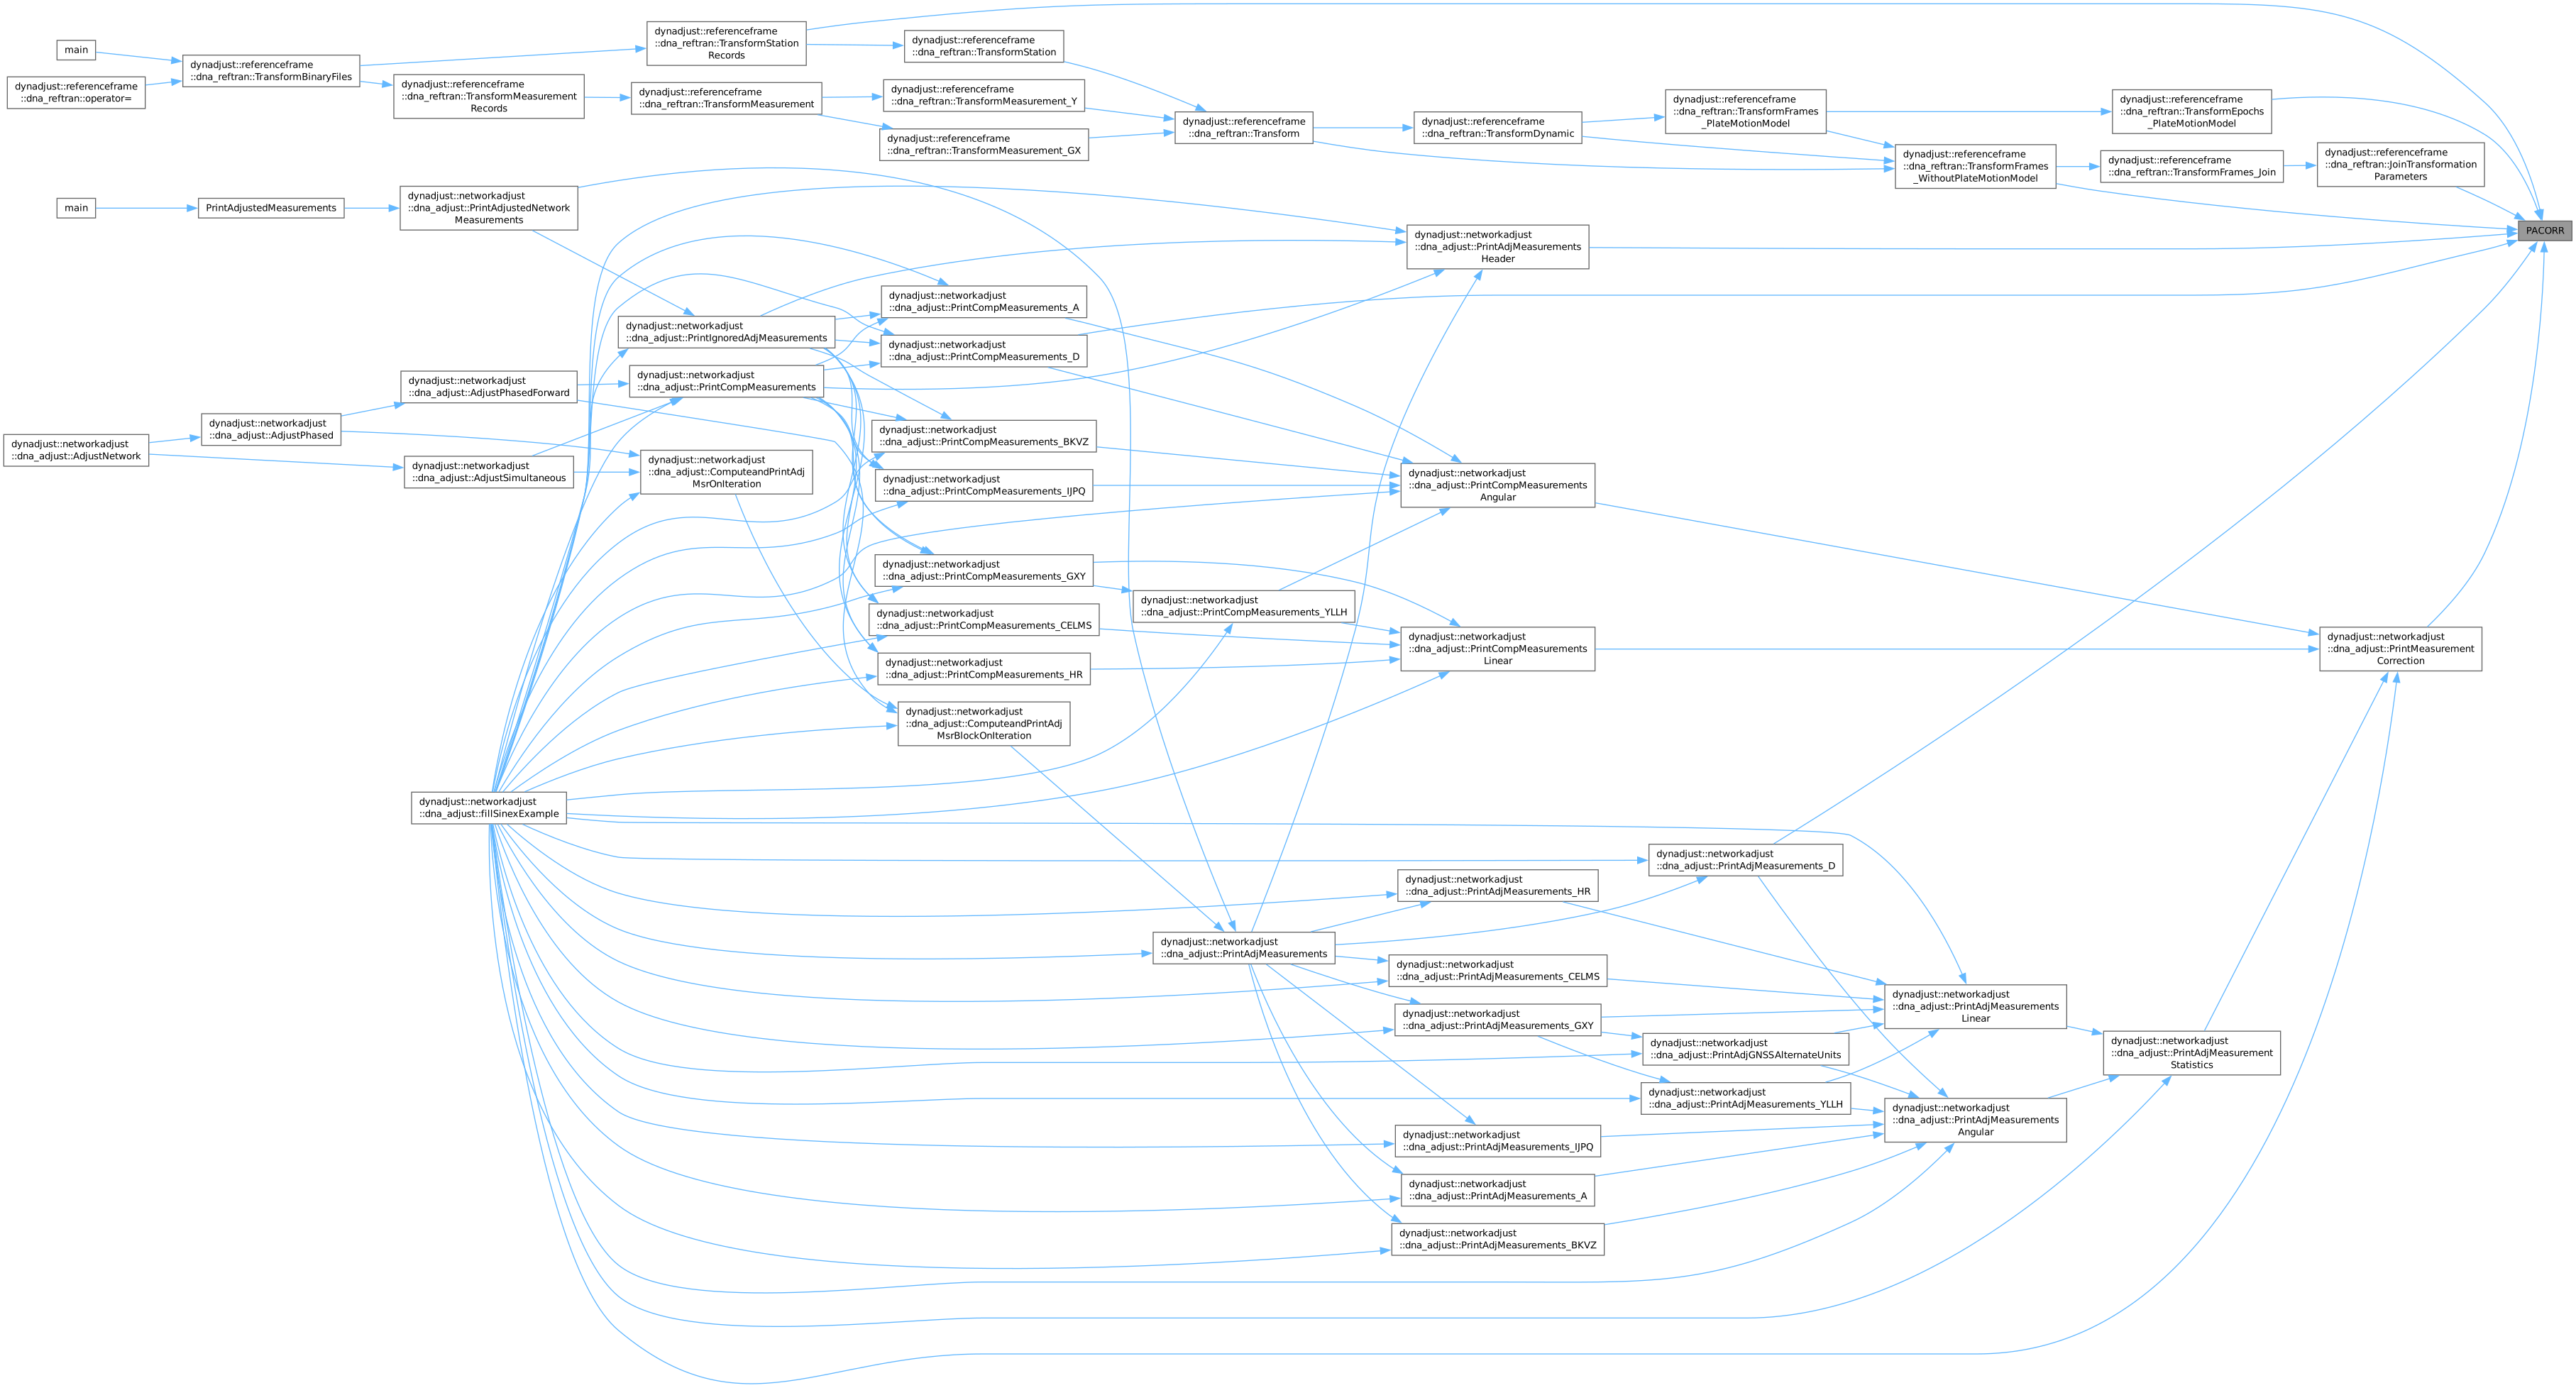 main
dynadjust::referenceframe
::dna_reftran::operator=
dynadjust::referenceframe
::dna_reftran::TransformBinaryFiles
dynadjust::referenceframe
::dna_reftran::TransformMeasurement
Records
dynadjust::referenceframe
::dna_reftran::TransformStation
Records
dynadjust::referenceframe
::dna_reftran::TransformMeasurement
dynadjust::referenceframe
::dna_reftran::TransformStation
dynadjust::referenceframe
::dna_reftran::TransformMeasurement_Y
dynadjust::referenceframe
::dna_reftran::TransformMeasurement_GX
dynadjust::referenceframe
::dna_reftran::Transform
dynadjust::referenceframe
::dna_reftran::TransformDynamic
dynadjust::referenceframe
::dna_reftran::TransformFrames
_PlateMotionModel
dynadjust::referenceframe
::dna_reftran::TransformFrames
_WithoutPlateMotionModel
dynadjust::referenceframe
::dna_reftran::TransformEpochs
_PlateMotionModel
dynadjust::referenceframe
::dna_reftran::TransformFrames_Join
dynadjust::referenceframe
::dna_reftran::JoinTransformation
Parameters
PACORR
main
PrintAdjustedMeasurements
dynadjust::networkadjust
::dna_adjust::PrintAdjustedNetwork
Measurements
dynadjust::networkadjust
::dna_adjust::PrintAdjMeasurements
Header
dynadjust::networkadjust
::dna_adjust::PrintCompMeasurements_A
dynadjust::networkadjust
::dna_adjust::PrintIgnoredAdjMeasurements
dynadjust::networkadjust
::dna_adjust::PrintCompMeasurements_D
dynadjust::networkadjust
::dna_adjust::PrintCompMeasurements
dynadjust::networkadjust
::dna_adjust::AdjustPhasedForward
dynadjust::networkadjust
::dna_adjust::AdjustPhased
dynadjust::networkadjust
::dna_adjust::AdjustNetwork
dynadjust::networkadjust
::dna_adjust::AdjustSimultaneous
dynadjust::networkadjust
::dna_adjust::ComputeandPrintAdj
MsrOnIteration
dynadjust::networkadjust
::dna_adjust::PrintCompMeasurements_BKVZ
dynadjust::networkadjust
::dna_adjust::PrintCompMeasurements_IJPQ
dynadjust::networkadjust
::dna_adjust::PrintCompMeasurements
Angular
dynadjust::networkadjust
::dna_adjust::PrintCompMeasurements_GXY
dynadjust::networkadjust
::dna_adjust::PrintCompMeasurements_YLLH
dynadjust::networkadjust
::dna_adjust::PrintCompMeasurements_CELMS
dynadjust::networkadjust
::dna_adjust::PrintCompMeasurements
Linear
dynadjust::networkadjust
::dna_adjust::PrintMeasurement
Correction
dynadjust::networkadjust
::dna_adjust::PrintCompMeasurements_HR
dynadjust::networkadjust
::dna_adjust::ComputeandPrintAdj
MsrBlockOnIteration
dynadjust::networkadjust
::dna_adjust::fillSinexExample
dynadjust::networkadjust
::dna_adjust::PrintAdjMeasurements_D
dynadjust::networkadjust
::dna_adjust::PrintAdjMeasurements_HR
dynadjust::networkadjust
::dna_adjust::PrintAdjMeasurements
dynadjust::networkadjust
::dna_adjust::PrintAdjMeasurements_CELMS
dynadjust::networkadjust
::dna_adjust::PrintAdjMeasurements
Linear
dynadjust::networkadjust
::dna_adjust::PrintAdjMeasurements_GXY
dynadjust::networkadjust
::dna_adjust::PrintAdjGNSSAlternateUnits
dynadjust::networkadjust
::dna_adjust::PrintAdjMeasurement
Statistics
dynadjust::networkadjust
::dna_adjust::PrintAdjMeasurements_YLLH
dynadjust::networkadjust
::dna_adjust::PrintAdjMeasurements
Angular
dynadjust::networkadjust
::dna_adjust::PrintAdjMeasurements_IJPQ
dynadjust::networkadjust
::dna_adjust::PrintAdjMeasurements_A
dynadjust::networkadjust
::dna_adjust::PrintAdjMeasurements_BKVZ